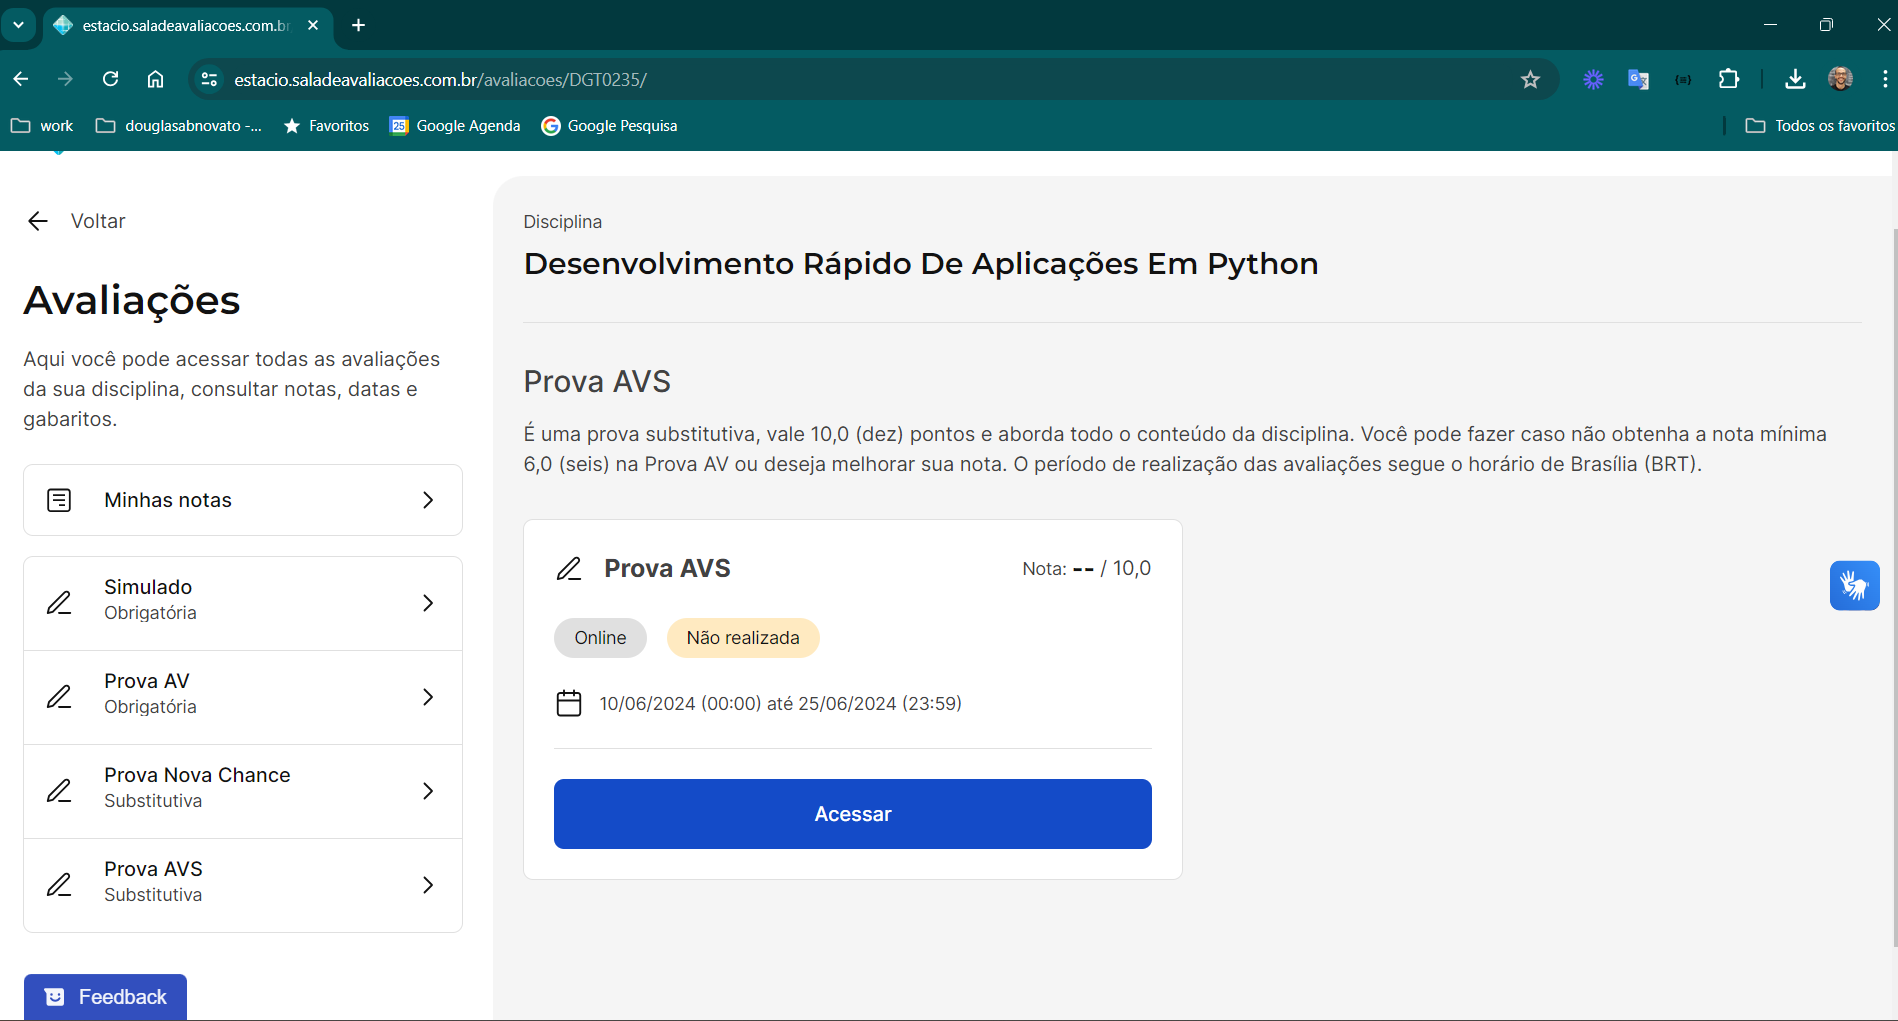 estacio.saladeavaliacoes.com.br
estacio.saladeavaliacoes.com.br/avaliacoes/DGT0235/
work
douglasabnovato -...
Favoritos
25
Google Agenda
Google Pesquisa
Todos os favoritos
Voltar
Avaliações
Aqui você pode acessar todas as avaliações
da sua disciplina, consultar notas, datas e
gabaritos.
Minhas notas
Simulado
Obrigatória
Prova AV
Obrigatória
Prova Nova Chance
Substitutiva
Prova AVS
Substitutiva
Feedback
Disciplina
Desenvolvimento Rápido De Aplicações Em Python
Prova AVS
É uma prova substitutiva, vale 10,0 (dez) pontos e aborda todo o conteúdo da disciplina. Você pode fazer caso não obtenha a nota mínima
6,0 (seis) na Prova AV ou deseja melhorar sua nota. O período de realização das avaliações segue o horário de Brasília (BRT).
Prova AVS
Nota: -- / 10,0
Online
Não realizada
10/06/2024 (00:00) até 25/06/2024 (23:59)
Acessar